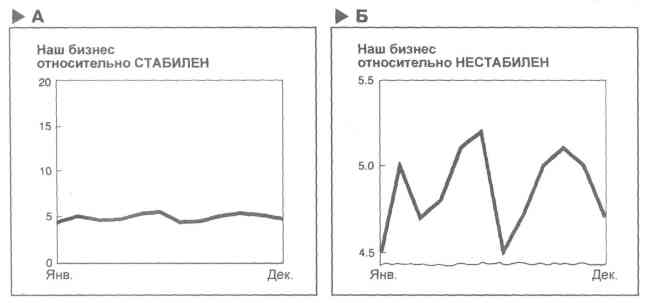 А
Наш бизнес
относительно СТАБИЛЕН
20
15
10
5
0
Янв.
Дек.
Б
Наш бизнес
относительно НЕСТАБИЛЕН
5.5
5.0
4.5
Янв.
Дек.